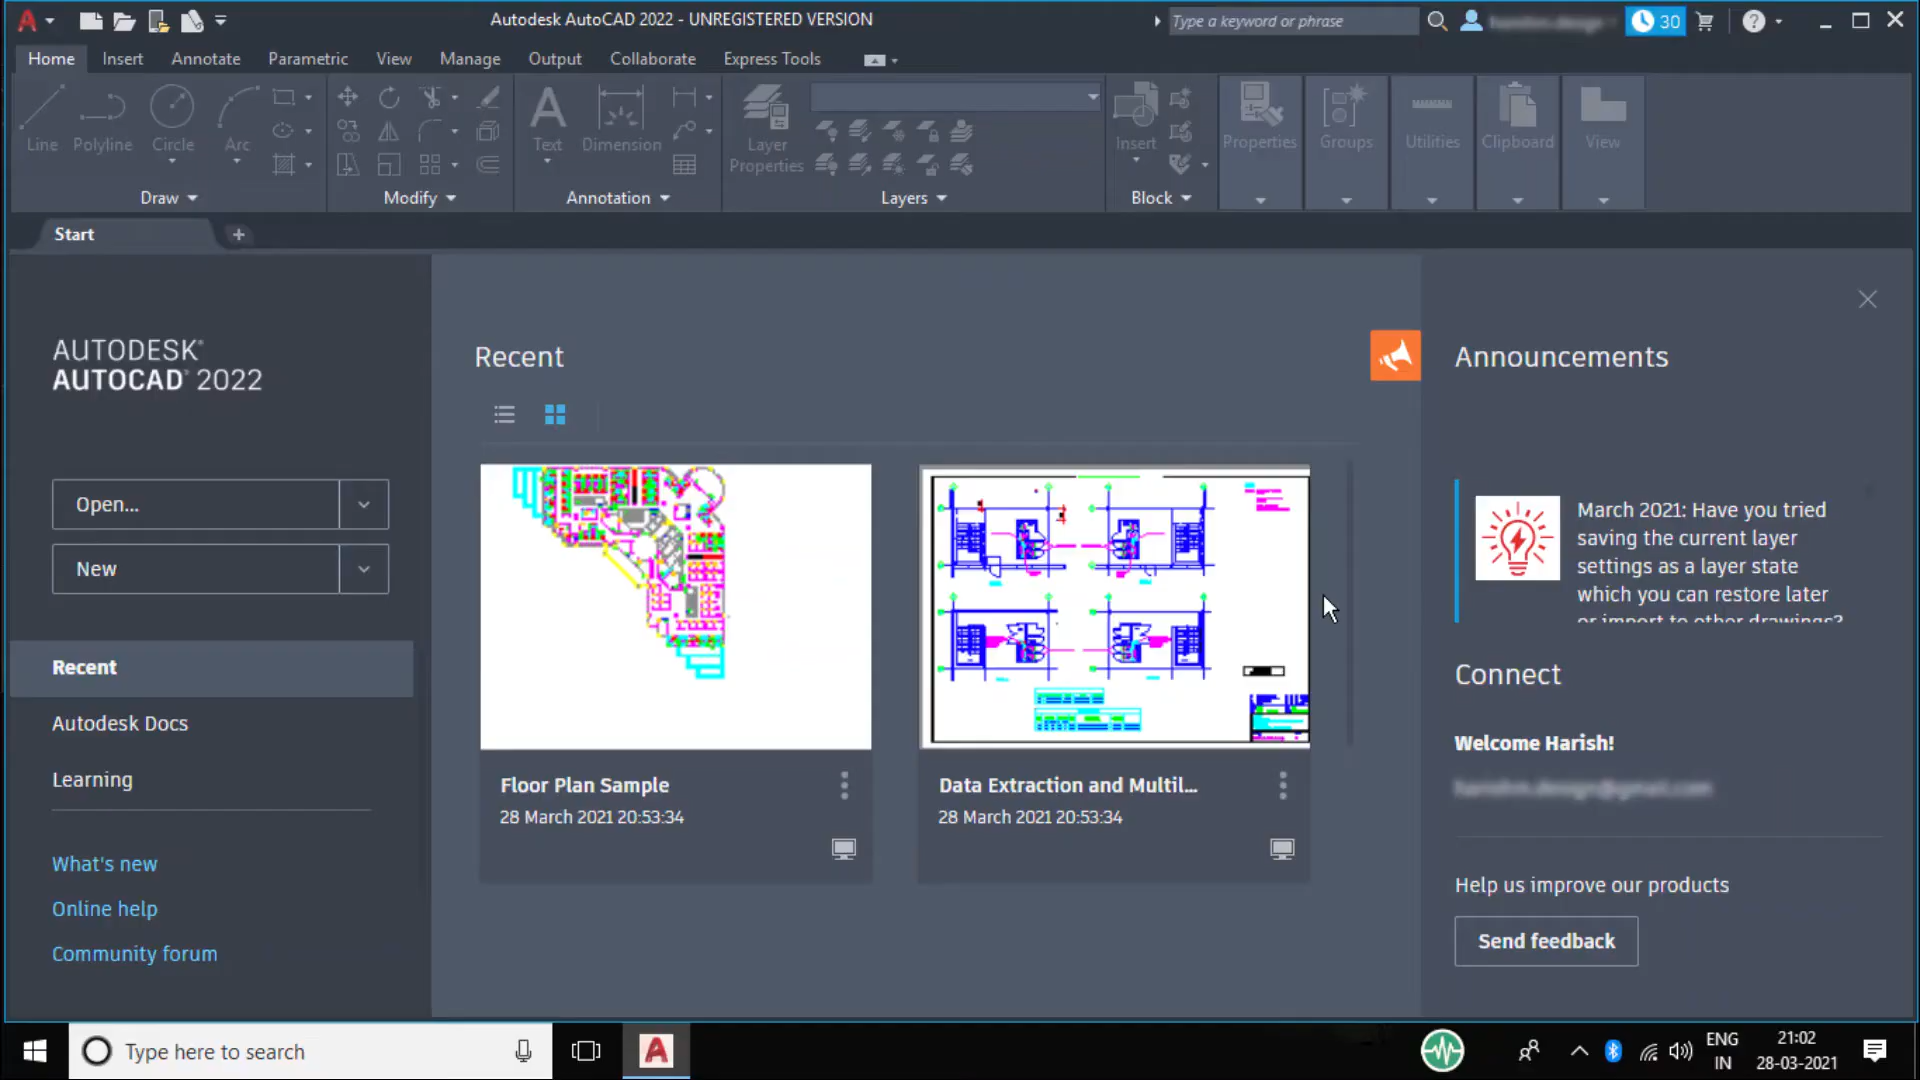 Autodesk AutoCAD 2022 - UNREGISTERED VERSION
Type a keyword or phrase
30
Home
Insert
Annotate
Parametric
View
Manage
Output
Collaborate
Express Tools
Line
Polyline
Circle
Arc
Text
Dimension
Layer
Properties
Insert
Properties
Groups
Utilities
Clipboard
View
Draw
Modify
Annotation
Layers
Block
Start
AUTODESK®
AUTOCAD® 2022
Open...
New
Recent
Autodesk Docs
Learning
What's new
Online help
Community forum
Recent
Floor Plan Sample
28 March 2021 20:53:34
Data Extraction and Multil...
28 March 2021 20:53:34
Announcements
March 2021: Have you tried
saving the current layer
settings as a layer state
which you can restore later
or import to other drawings?
Connect
Welcome Harish!
Help us improve our products
Send feedback
Type here to search
ENG
IN
21:02
28-03-2021